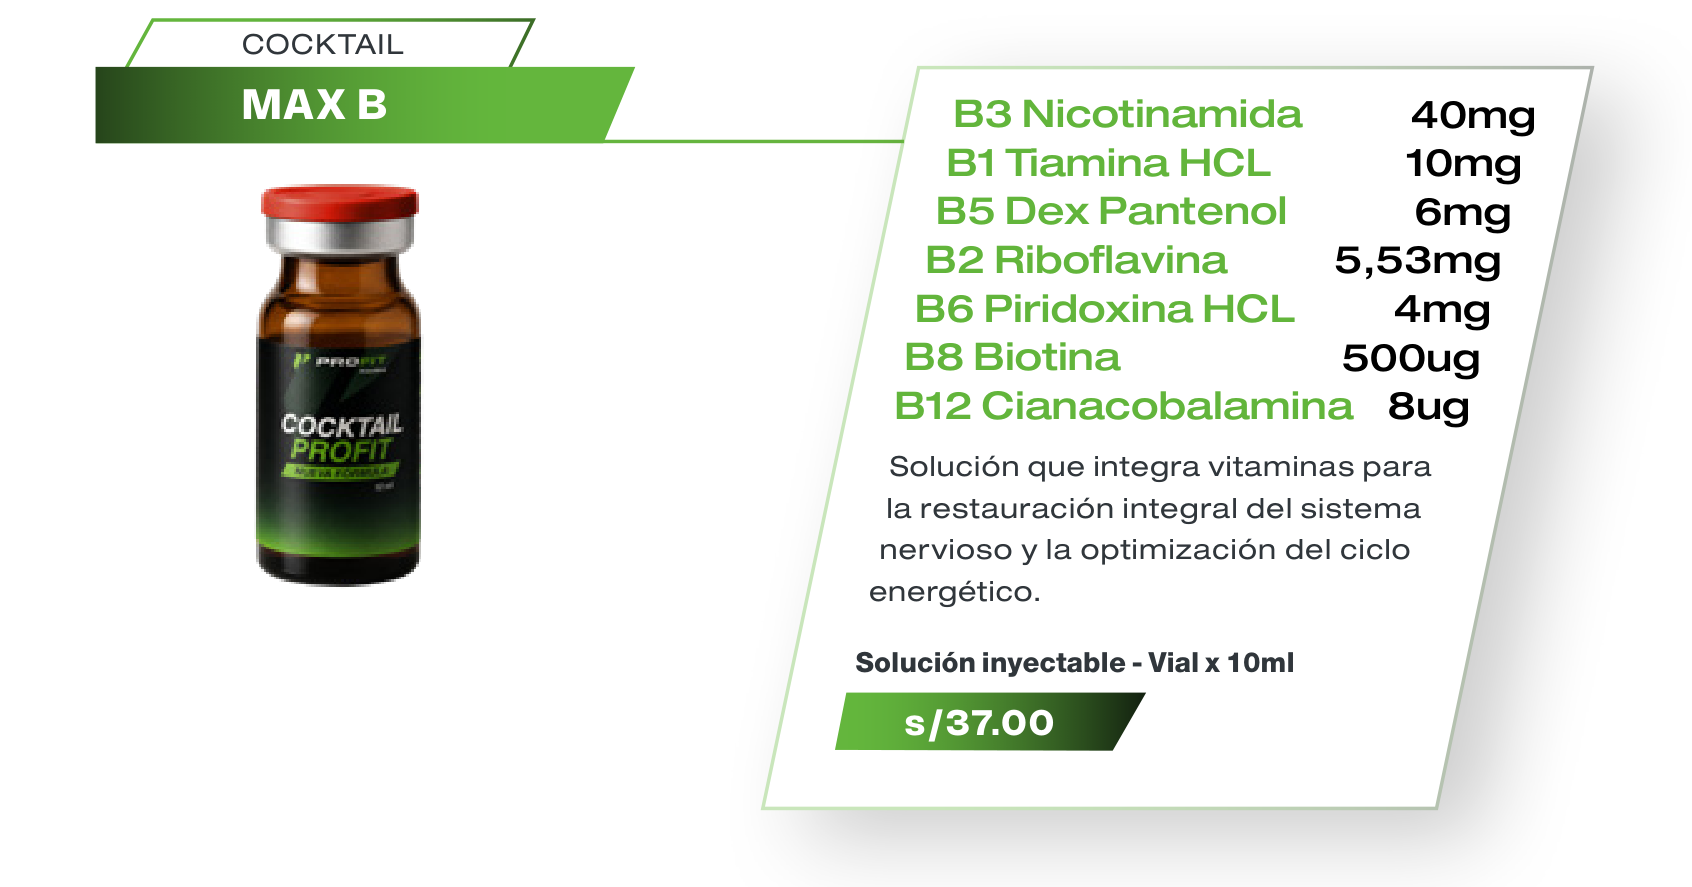 COCKTAIL
MAX B
PROFIT
COCKTAIL
PROFIT
NUEVA FORMULA
B3 Nicotinamida 40mg
B1 Tiamina HCL 10mg
B5 Dex Pantenol 6mg
B2 Riboflavina 5,53mg
B6 Piridoxina HCL 4mg
B8 Biotina 500ug
B12 Cianacobalamina 8ug
Solución que integra vitaminas para
la restauración integral del sistema
nervioso y la optimización del ciclo
energético.
Solución inyectable - Vial x 10ml
s/37.00